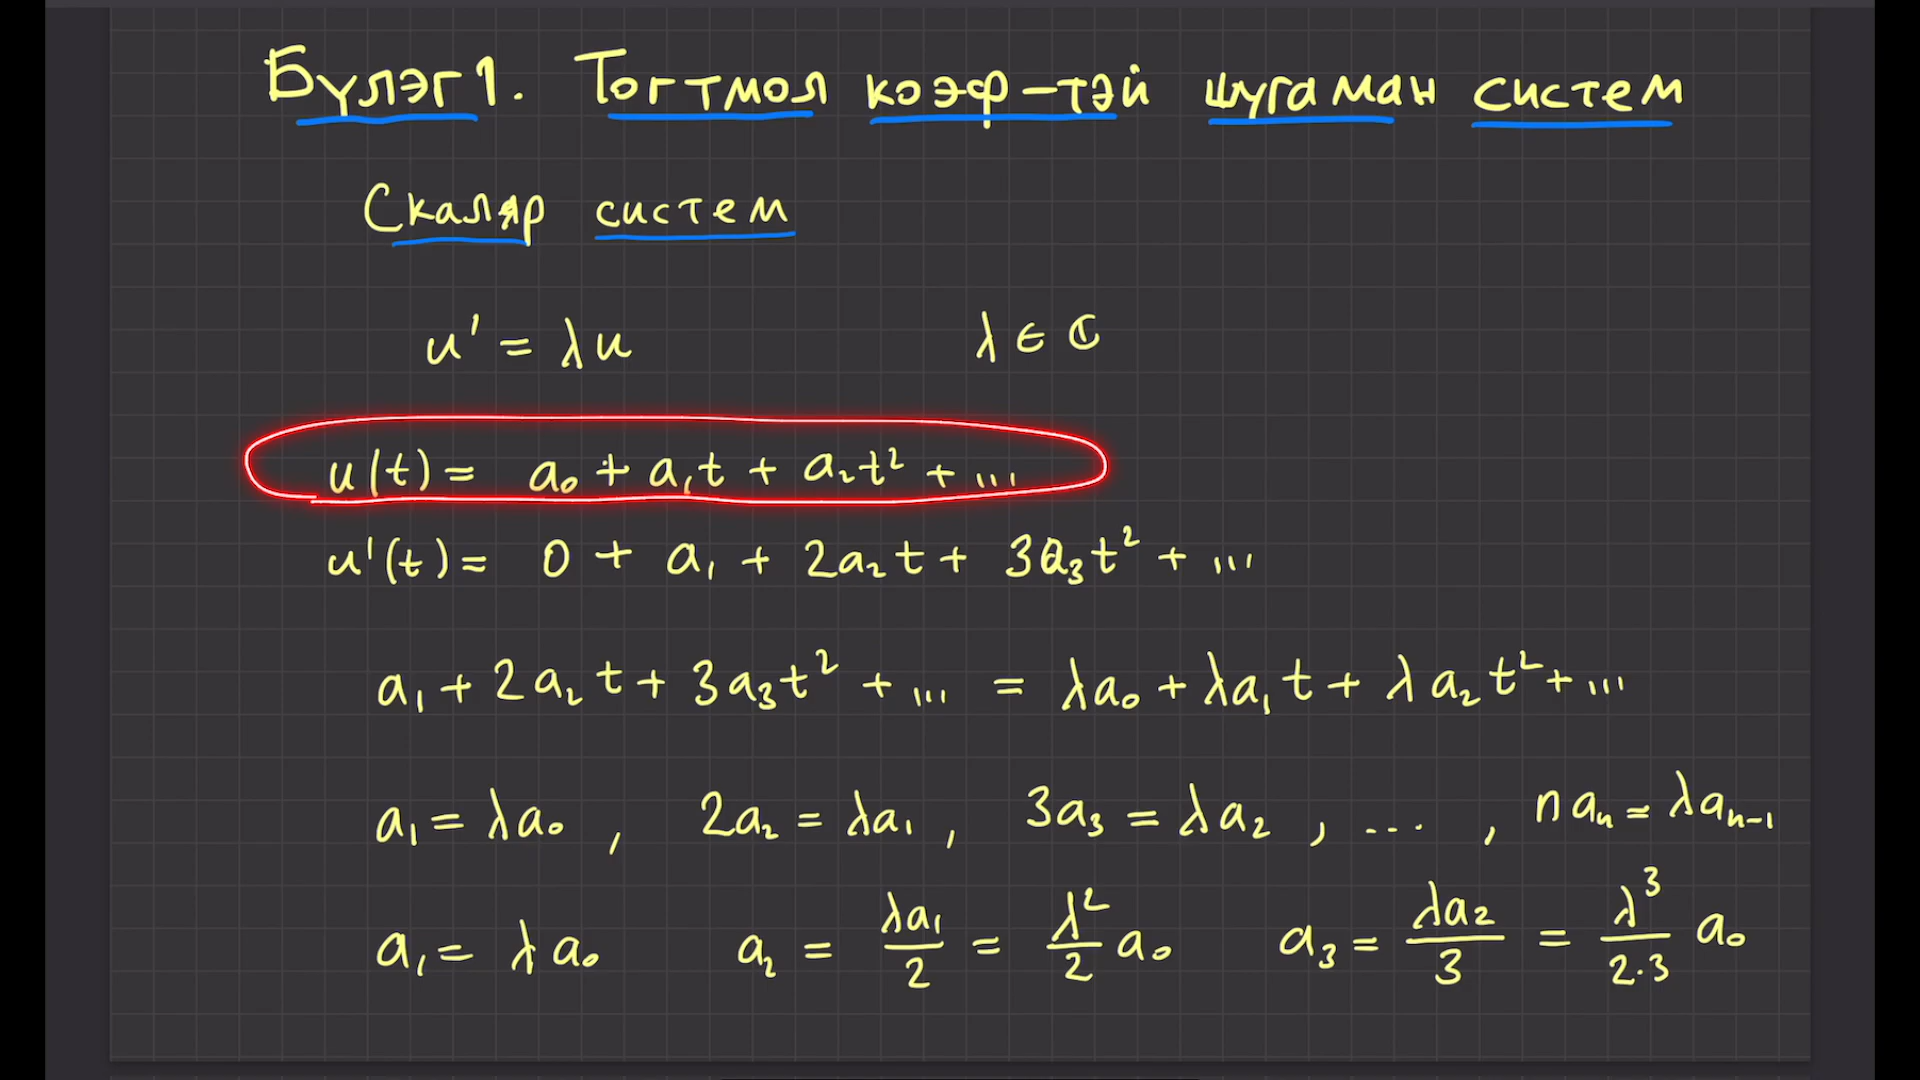 Бүлэг 1. Тогтмол коэф-тэй шугаман систем
Скаляр систем
u' = λu λ ∈ ℂ
u(t) = a₀ + a₁t + a₂t² + ...
u'(t) = 0 + a₁ + 2a₂t + 3a₃t² + ...
a₁ + 2a₂t + 3a₃t² + ... = λa₀ + λa₁t + λa₂t² + ...
a₁ = λa₀ , 2a₂ = λa₁ , 3a₃ = λa₂ , ... , naₙ = λaₙ₋₁
a₁ = λa₀ a₂ = λa₁/2 = λ²/2 a₀ a₃ = λa₂/3 = λ³/2·3 a₀